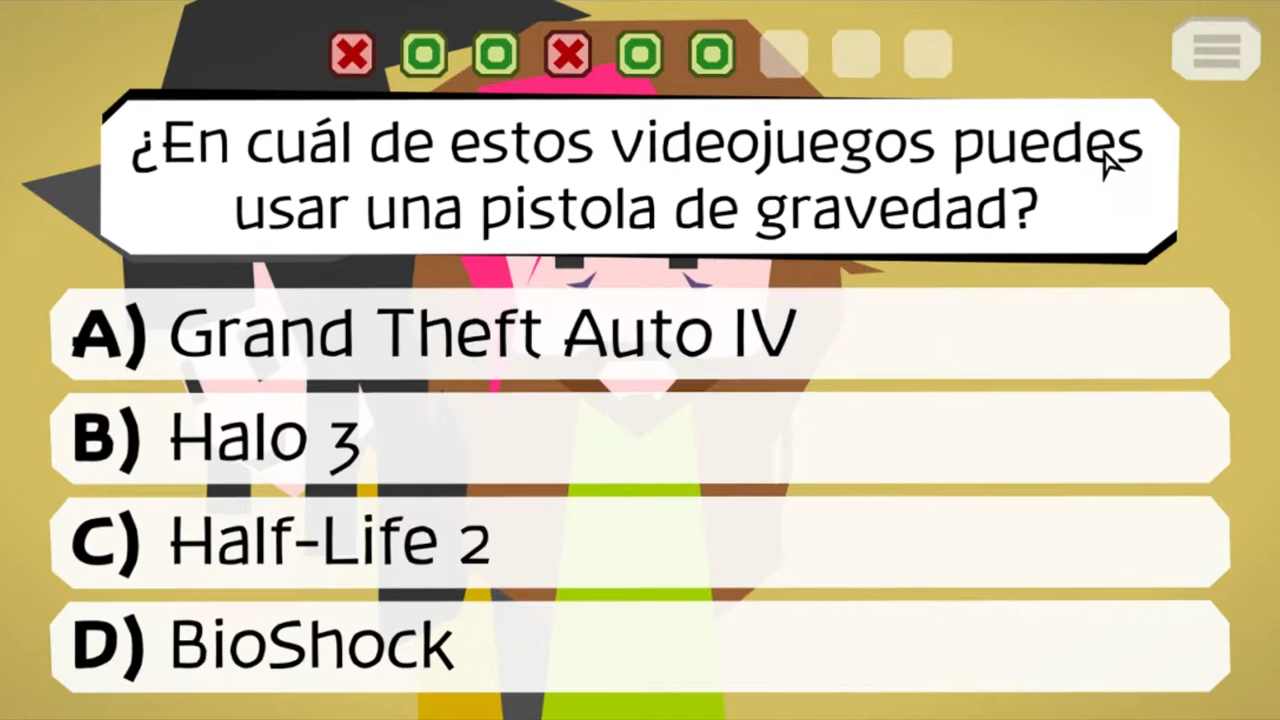 ¿En cuál de estos videojuegos puedes
usar una pistola de gravedad?
A) Grand Theft Auto IV
B) Halo 3
C) Half-Life 2
D) BioShock